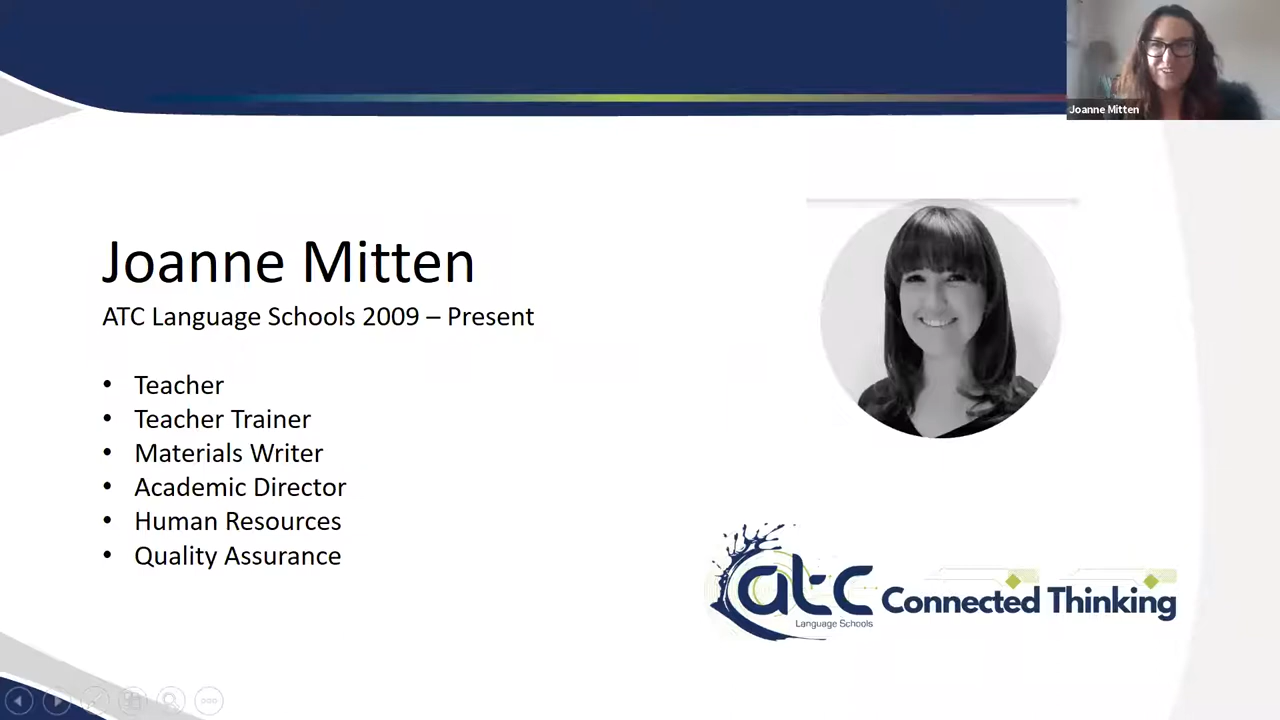 Joanne Mitten
Joanne Mitten
ATC Language Schools 2009 – Present
• Teacher
• Teacher Trainer
• Materials Writer
• Academic Director
• Human Resources
• Quality Assurance
atc
Language Schools
Connected Thinking